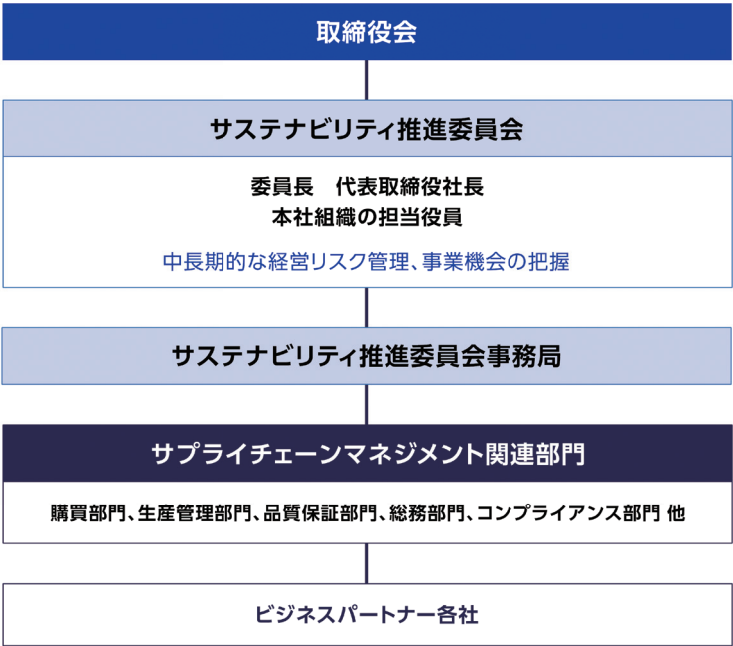 取締役会
サステナビリティ推進委員会
委員長　代表取締役社長
本社組織の担当役員
中長期的な経営リスク管理、事業機会の把握
サステナビリティ推進委員会事務局
サプライチェーンマネジメント関連部門
購買部門、生産管理部門、品質保証部門、総務部門、コンプライアンス部門 他
ビジネスパートナー各社